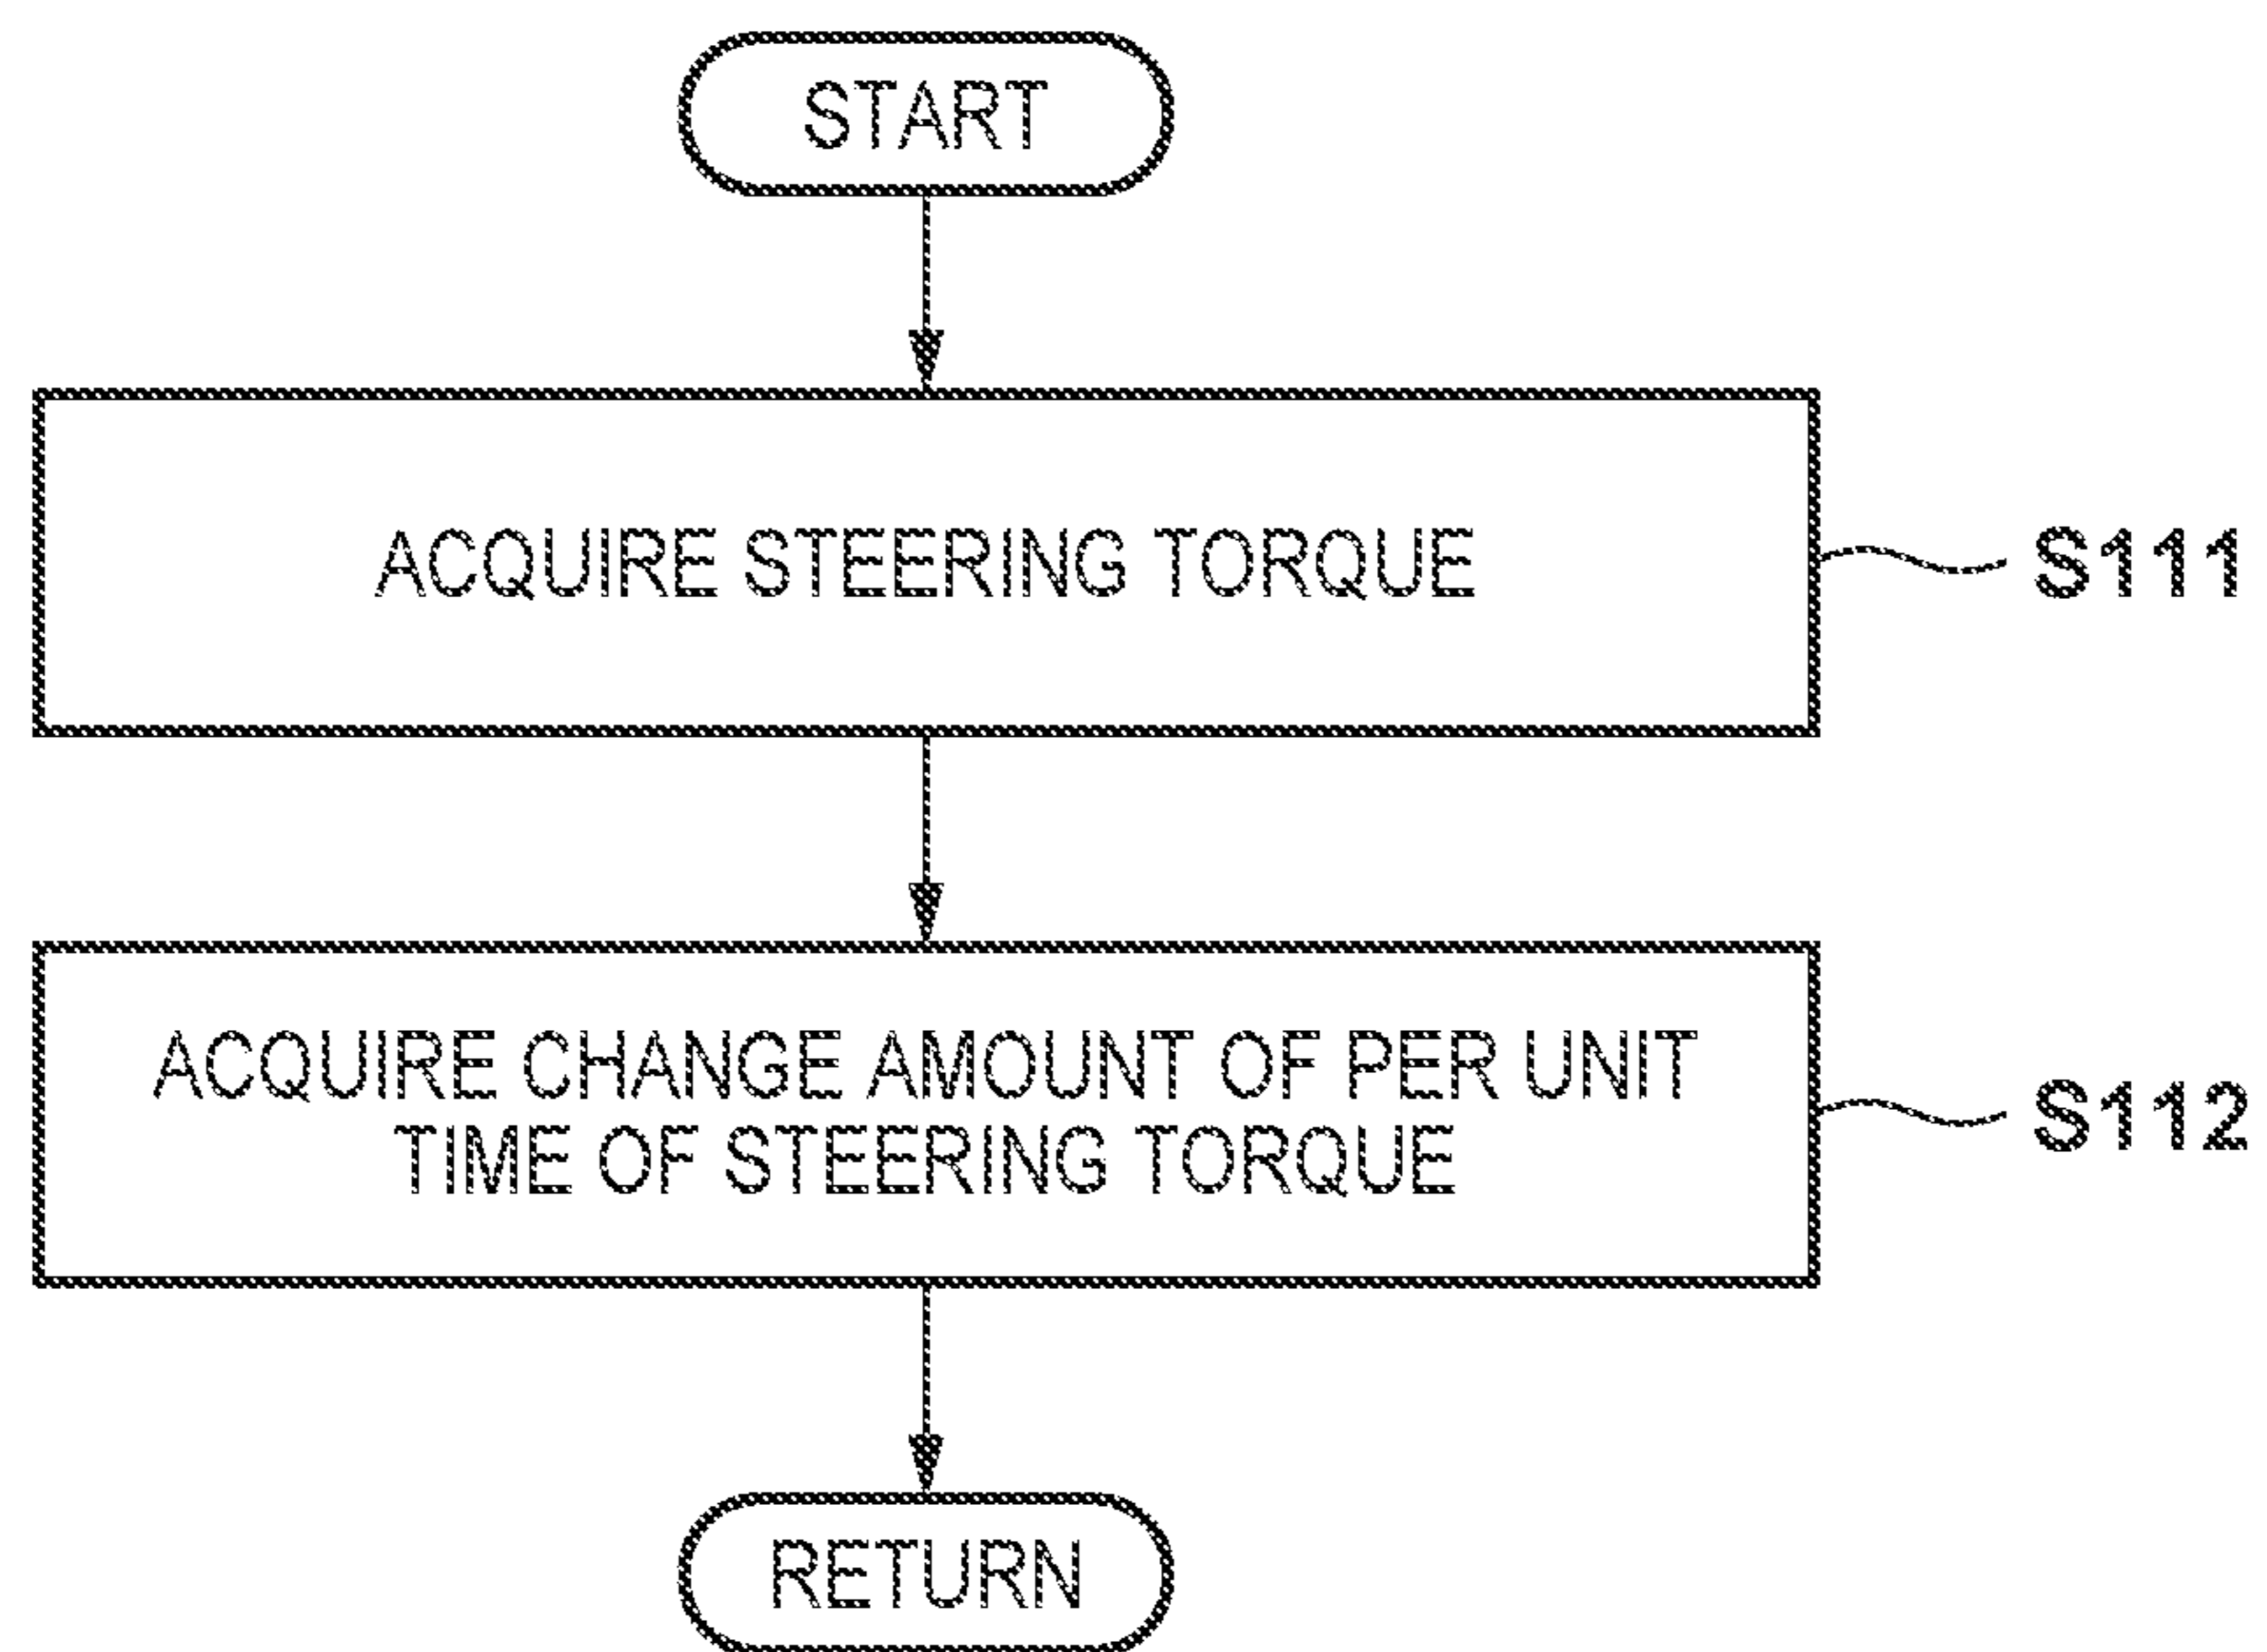 START
ACQUIRE STEERING TORQUE
S111
ACQUIRE CHANGE AMOUNT OF PER UNIT
TIME OF STEERING TORQUE
S112
RETURN